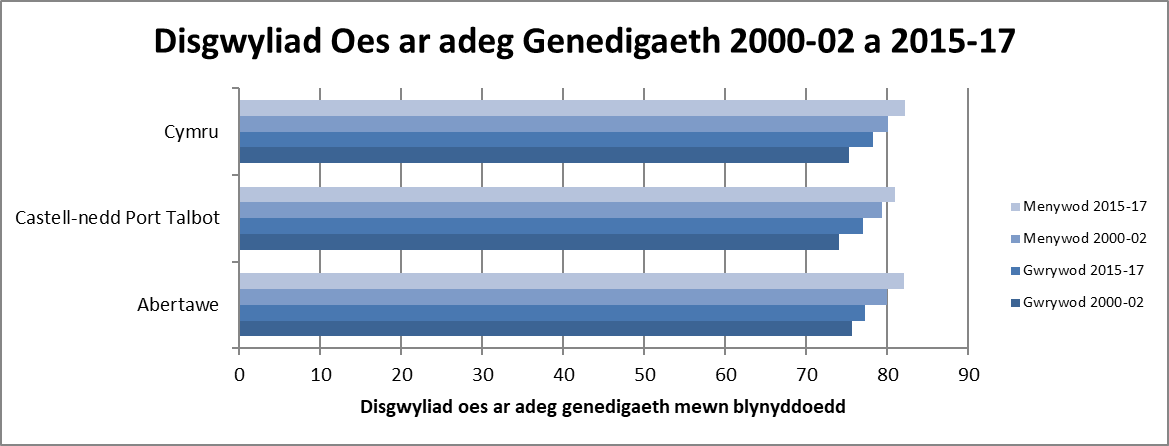 Disgwyliad Oes ar adeg Genedigaeth 2000-02 a 2015-17
Cymru
Castell-nedd Port Talbot
Abertawe
Menywod 2015-17
Menywod 2000-02
Gwrywod 2015-17
Gwrywod 2000-02
0 10 20 30 40 50 60 70 80 90
Disgwyliad oes ar adeg genedigaeth mewn blynyddoedd